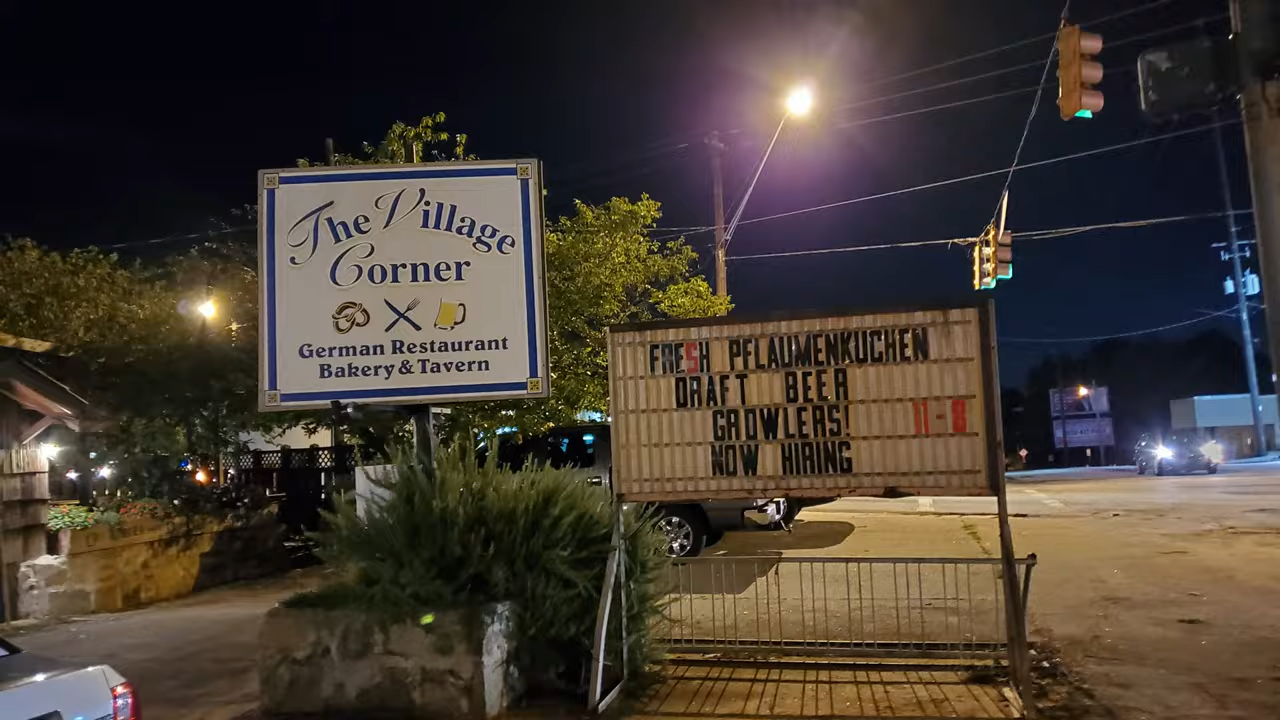 The Village
Corner
German Restaurant
Bakery & Tavern
FRESH PFLAUMENKUCHEN
DRAFT BEER
GROWLERS! 11-8
NOW HIRING